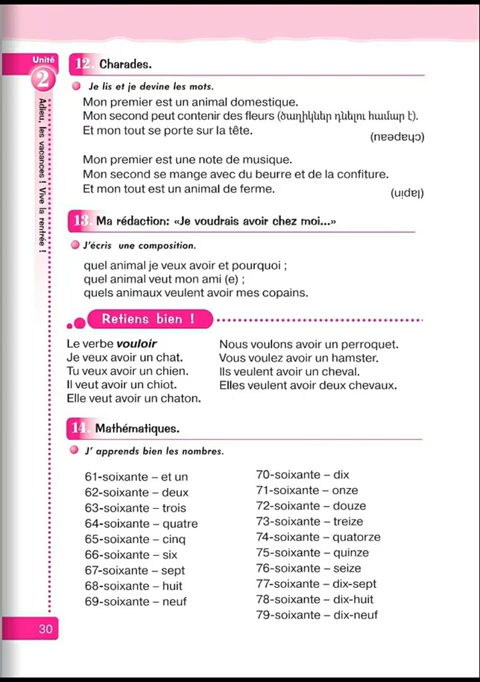 Unité
2
Adieu, les vacances ! Vive la rentrée !
12. Charades.
Je lis et je devine les mots.
Mon premier est un animal domestique.
Mon second peut contenir des fleurs (ծաղիկներ դնելու համար է).
Et mon tout se porte sur la tête.
(chapeau)
Mon premier est une note de musique.
Mon second se mange avec du beurre et de la confiture.
Et mon tout est un animal de ferme.
(lapin)
13. Ma rédaction: «Je voudrais avoir chez moi...»
J'écris une composition.
quel animal je veux avoir et pourquoi ;
quel animal veut mon ami (e) ;
quels animaux veulent avoir mes copains.
Retiens bien !
Le verbe vouloir
Je veux avoir un chat.
Tu veux avoir un chien.
Il veut avoir un chiot.
Elle veut avoir un chaton.
Nous voulons avoir un perroquet.
Vous voulez avoir un hamster.
Ils veulent avoir un cheval.
Elles veulent avoir deux chevaux.
14. Mathématiques.
J' apprends bien les nombres.
61-soixante – et un
62-soixante – deux
63-soixante – trois
64-soixante – quatre
65-soixante – cinq
66-soixante – six
67-soixante – sept
68-soixante – huit
69-soixante – neuf
70-soixante – dix
71-soixante – onze
72-soixante – douze
73-soixante – treize
74-soixante – quatorze
75-soixante – quinze
76-soixante – seize
77-soixante – dix-sept
78-soixante – dix-huit
79-soixante – dix-neuf
30